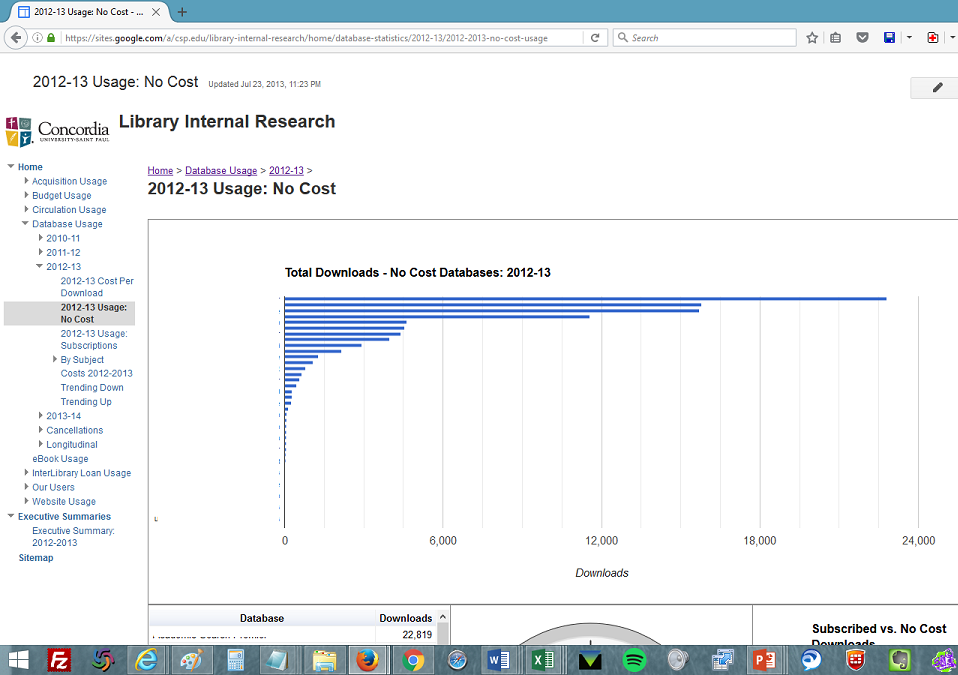 2012-13 Usage: No Cost - ...
https://sites.google.com/a/csp.edu/library-internal-research/home/database-statistics/2012-13/2012-2013-no-cost-usage
Search
2012-13 Usage: No Cost Updated Jul 23, 2013, 11:23 PM
Concordia
UNIVERSITY·SAINT PAUL
Library Internal Research
Home
Acquisition Usage
Budget Usage
Circulation Usage
Database Usage
2010-11
2011-12
2012-13
2012-13 Cost Per
Download
2012-13 Usage:
No Cost
2012-13 Usage:
Subscriptions
By Subject
Costs 2012-2013
Trending Down
Trending Up
2013-14
Cancellations
Longitudinal
eBook Usage
InterLibrary Loan Usage
Our Users
Website Usage
Executive Summaries
Executive Summary:
2012-2013
Sitemap
Home > Database Usage > 2012-13 >
2012-13 Usage: No Cost
Total Downloads - No Cost Databases: 2012-13
0 6,000 12,000 18,000 24,000
Downloads
Database Downloads
Academic Search Premier 22,819
Subscribed vs. No Cost
Downloads